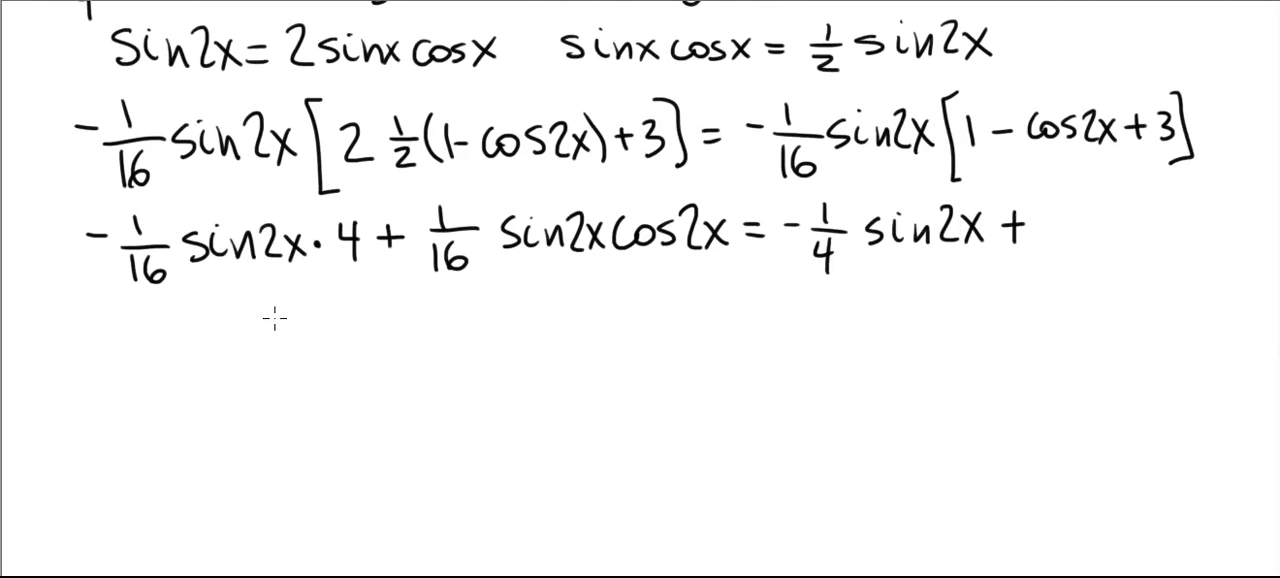 sin2x = 2sinx cosx   sinx cosx = 1/2 sin2x
-1/16 sin2x [2 1/2 (1-cos2x)+3] = -1/16 sin2x [1 - cos2x + 3]
-1/16 sin2x · 4 + 1/16 sin2x cos2x = -1/4 sin2x +